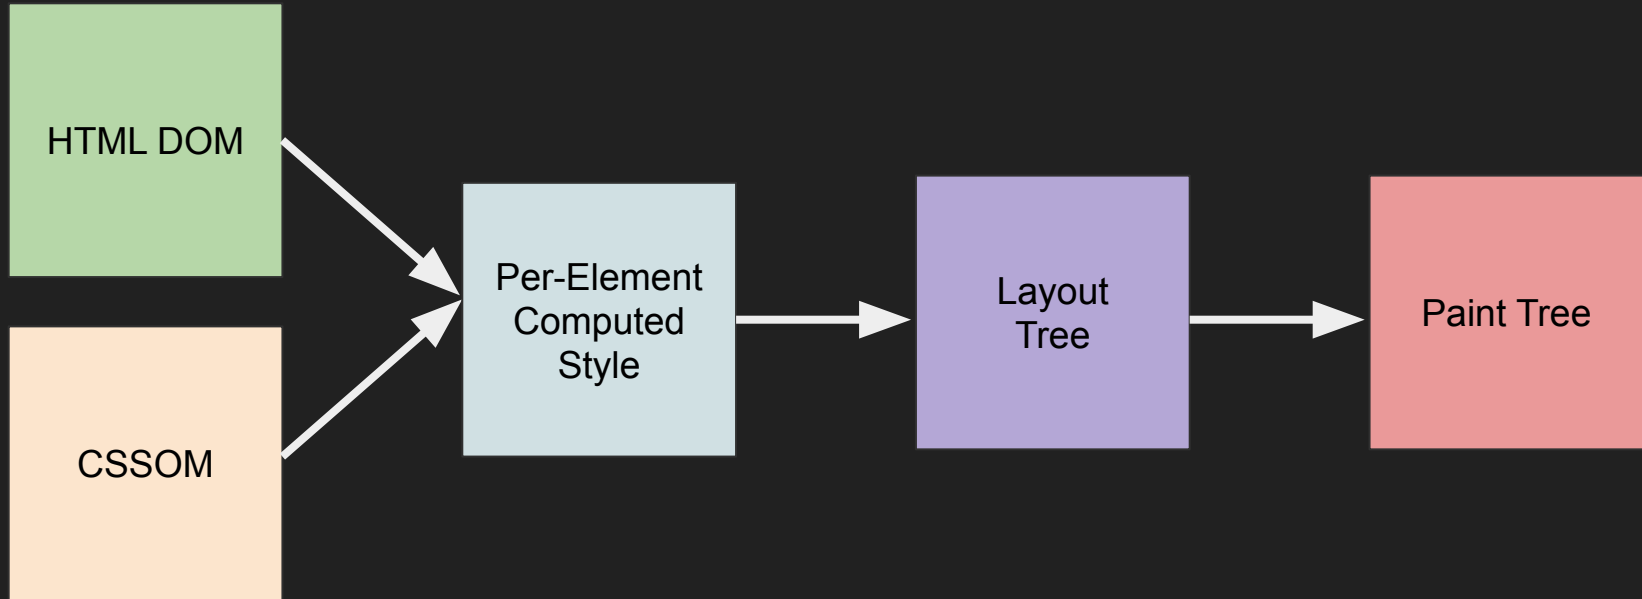 HTML DOM
CSSOM
Per-Element
Computed
Style
Layout
Tree
Paint Tree